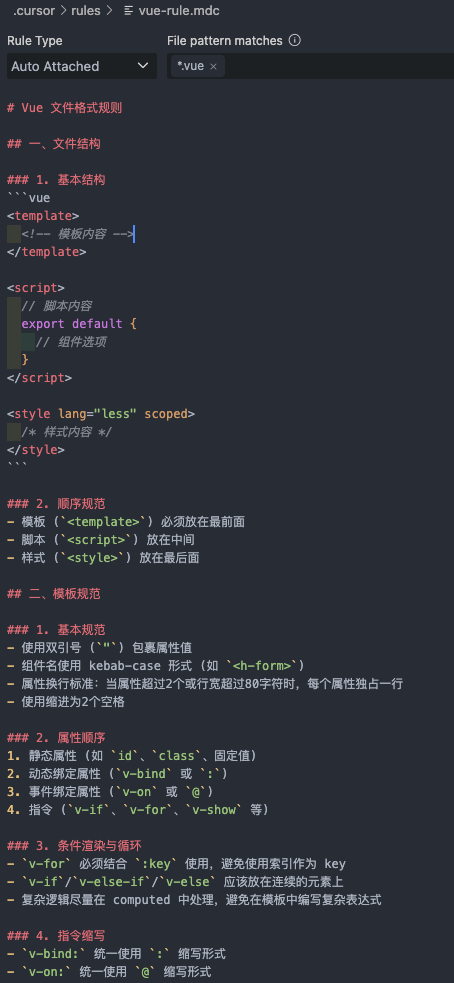 .cursor > rules > vue-rule.mdc
Rule Type
File pattern matches
Auto Attached
*.vue ×
# Vue 文件格式规则
## 一、文件结构
### 1. 基本结构
```vue
<template>
<!-- 模板内容 -->
</template>
<script>
// 脚本内容
export default {
// 组件选项
}
</script>
<style lang="less" scoped>
/* 样式内容 */
</style>
```
### 2. 顺序规范
- 模板 (`<template>`) 必须放在最前面
- 脚本 (`<script>`) 放在中间
- 样式 (`<style>`) 放在最后面
## 二、模板规范
### 1. 基本规范
- 使用双引号 (`"`) 包裹属性值
- 组件名使用 kebab-case 形式 (如 `<h-form>`)
- 属性换行标准：当属性超过2个或行宽超过80字符时，每个属性独占一行
- 使用缩进为2个空格
### 2. 属性顺序
1. 静态属性 (如 `id`、`class`、固定值)
2. 动态绑定属性 (`v-bind` 或 `:`)
3. 事件绑定属性 (`v-on` 或 `@`)
4. 指令 (`v-if`、`v-for`、`v-show` 等)
### 3. 条件渲染与循环
- `v-for` 必须结合 `:key` 使用，避免使用索引作为 key
- `v-if`/`v-else-if`/`v-else` 应该放在连续的元素上
- 复杂逻辑尽量在 computed 中处理，避免在模板中编写复杂表达式
### 4. 指令缩写
- `v-bind:` 统一使用 `:` 缩写形式
- `v-on:` 统一使用 `@` 缩写形式